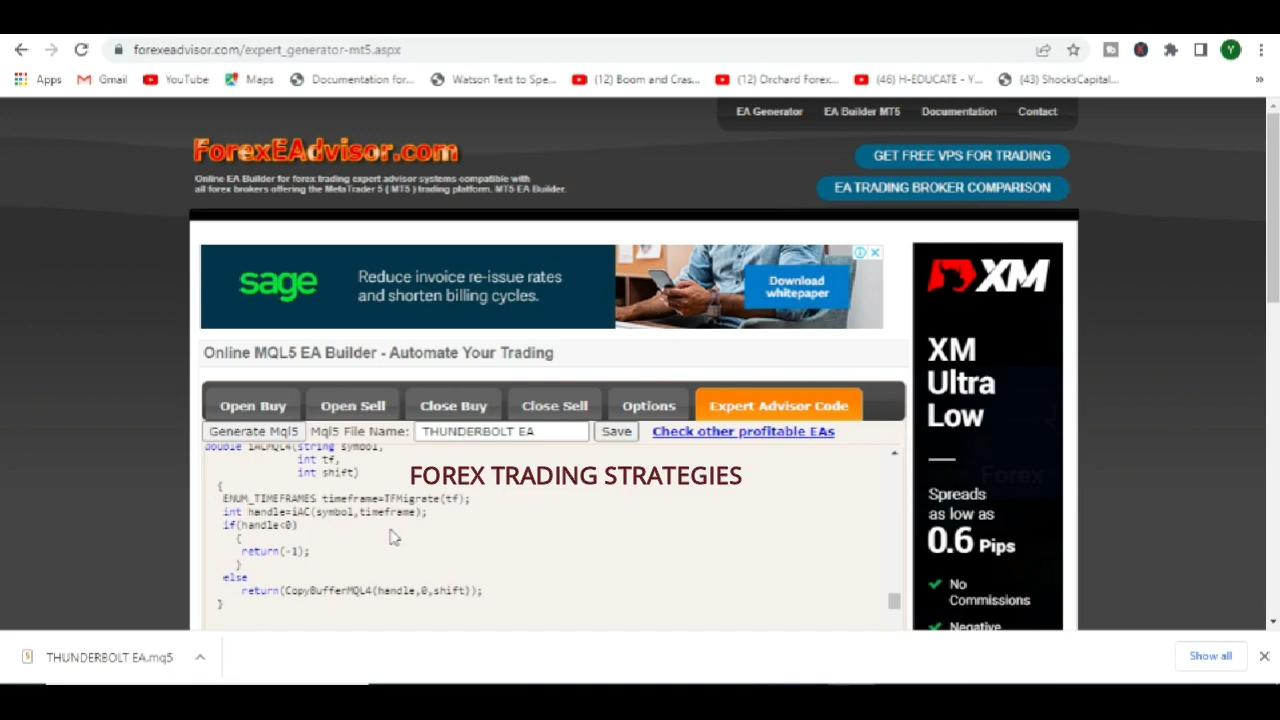 forexeadvisor.com/expert_generator-mt5.aspx
Apps Gmail YouTube Maps Documentation for... Watson Text to Spe... (12) Boom and Cras... (12) Orchard Forex... (46) H-EDUCATE - Y... (43) ShocksCapital... »
EA Generator EA Builder MT5 Documentation Contact
ForexEAdvisor.com
Online EA Builder for forex trading expert advisor systems compatible with
all forex brokers offering the MetaTrader 5 ( MT5 ) trading platform. MT5 EA Builder.
GET FREE VPS FOR TRADING
EA TRADING BROKER COMPARISON
sage
Reduce invoice re-issue rates
and shorten billing cycles.
Download
whitepaper
Online MQL5 EA Builder - Automate Your Trading
Open Buy Open Sell Close Buy Close Sell Options Expert Advisor Code
Generate Mql5 Mql5 File Name: THUNDERBOLT EA Save Check other profitable EAs
double iACMQL4(string symbol,
int tf,
int shift)
{
ENUM_TIMEFRAMES timeframe=TFMigrate(tf);
int handle=iAC(symbol,timeframe);
if(handle<0)
{
return(-1);
}
else
return(CopyBufferMQL4(handle,0,shift));
}
FOREX TRADING STRATEGIES
XM
XM
Ultra
Low
Spreads
as low as
0.6 Pips
No
Commissions
Negative
THUNDERBOLT EA.mq5
Show all